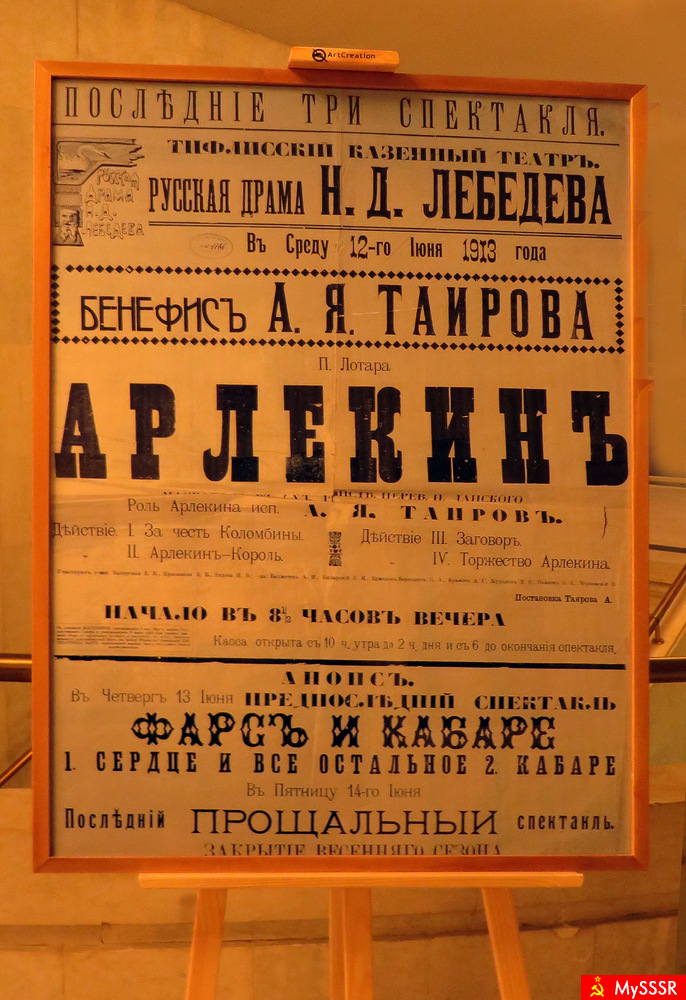 ArtCreation
ПОСЛѢДНІЕ ТРИ СПЕКТАКЛЯ.
ТИФЛИССКІЙ КАЗЕННЫЙ ТЕАТРЪ.
РУССКАЯ ДРАМА Н.Д. ЛЕБЕДЕВА
РУССКАЯ ДРАМА Н.Д. ЛЕБЕДЕВА
Въ Среду 12-го Іюня 1913 года
БЕНЕФИСЪ А. Я. ТАИРОВА
П. Лотара
АРЛЕКИНЪ
Роль Арлекина исп. А. Я. ТАИРОВЪ.
Дѣйствіе I. За честь Коломбины. Дѣйствіе III. Заговоръ.
II. Арлекин–Король. IV. Торжество Арлекина.
Постановка Таирова А.
НАЧАЛО ВЪ 8½ ЧАСОВЪ ВЕЧЕРА
Касса открыта съ 10 ч. утра до 2 ч. дня и съ 6 до окончанія спектакля.
АНОНСЪ.
Въ Четвергъ 13 Іюня ПРЕДПОСЛѢДНІЙ СПЕКТАКЛЬ
ФАРСЪ И КАБАРЕ
1. СЕРДЦЕ И ВСЕ ОСТАЛЬНОЕ 2. КАБАРЕ
Въ Пятницу 14-го Іюня
Послѣдній ПРОЩАЛЬНЫЙ спектакль.
ЗАКРЫТІЕ ВЕСЕННЯГО СЕЗОНА
MySSSR